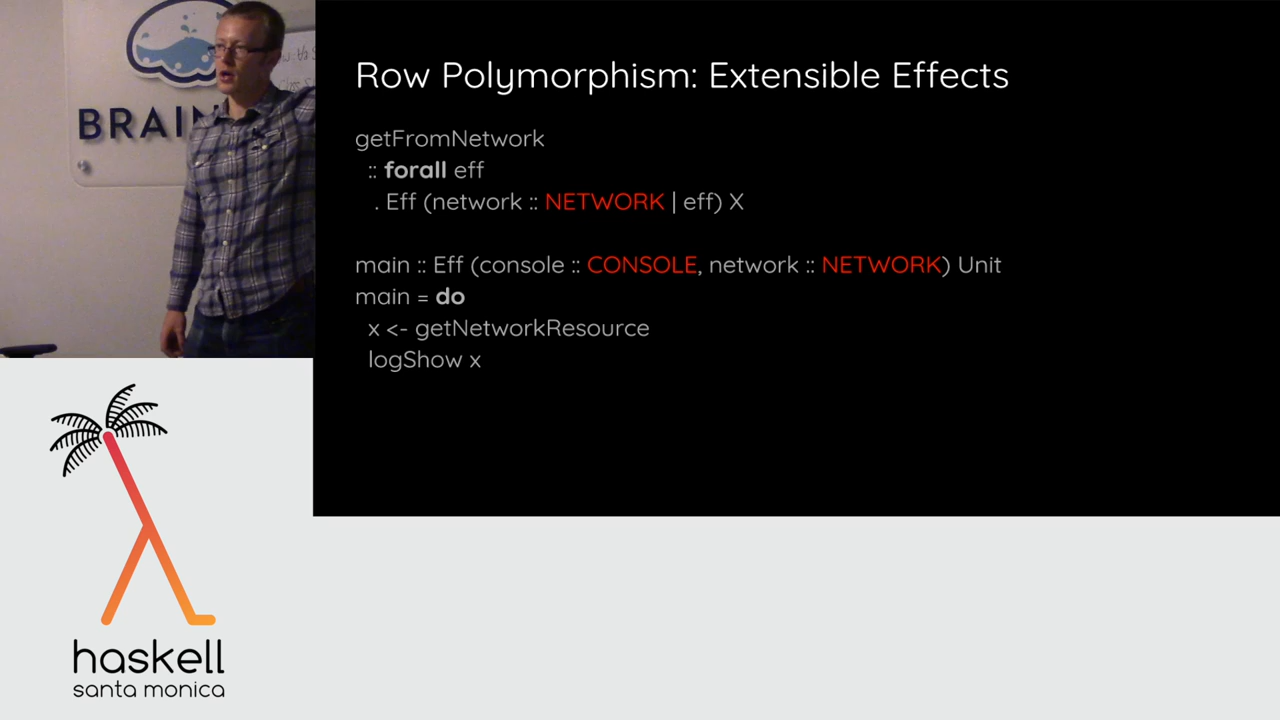 BRAIN
Row Polymorphism: Extensible Effects
getFromNetwork
:: forall eff
. Eff (network :: NETWORK | eff) X
main :: Eff (console :: CONSOLE, network :: NETWORK) Unit
main = do
x <- getNetworkResource
logShow x
haskell
santa monica